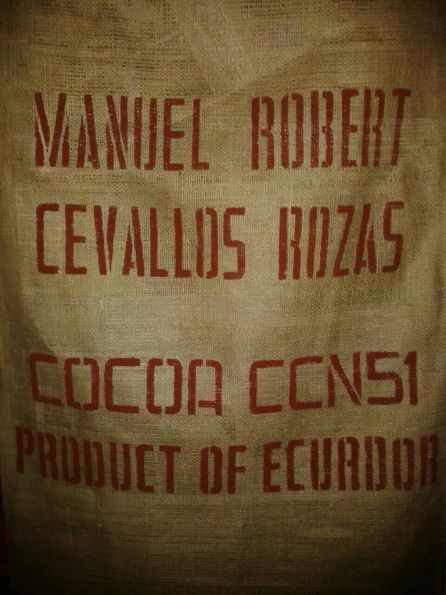 MANUEL ROBERT
CEVALLOS ROZAS
COCOA CCN51
PRODUCT OF ECUADOR